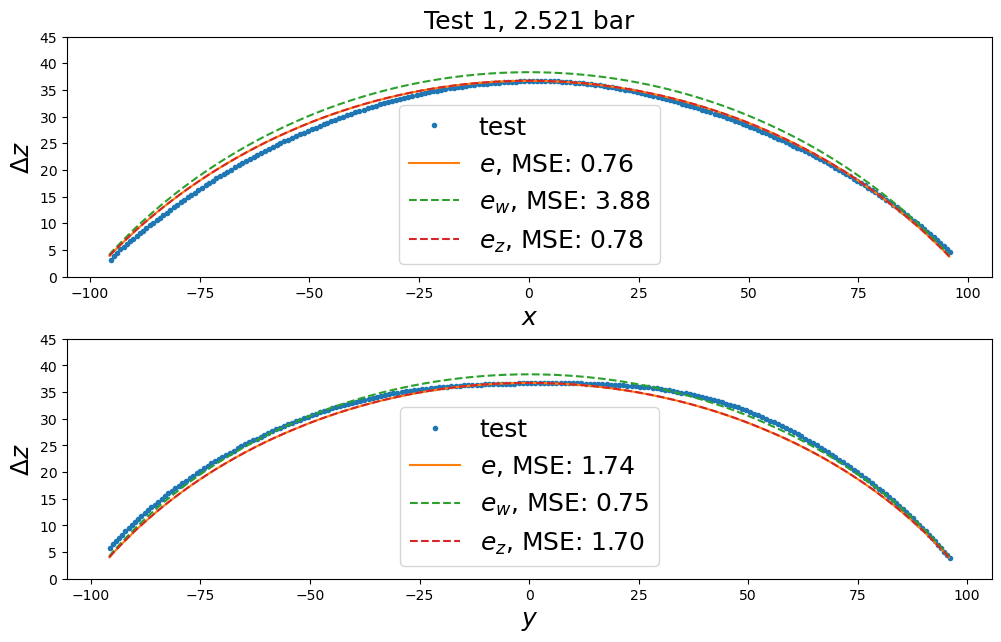 Test 1, 2.521 bar
45
40
35
30
25
20
15
10
5
0
Δz
test
e, MSE: 0.76
e_w, MSE: 3.88
e_z, MSE: 0.78
−100 −75 −50 −25 0 25 50 75 100
x
45
40
35
30
25
20
15
10
5
0
Δz
test
e, MSE: 1.74
e_w, MSE: 0.75
e_z, MSE: 1.70
−100 −75 −50 −25 0 25 50 75 100
y